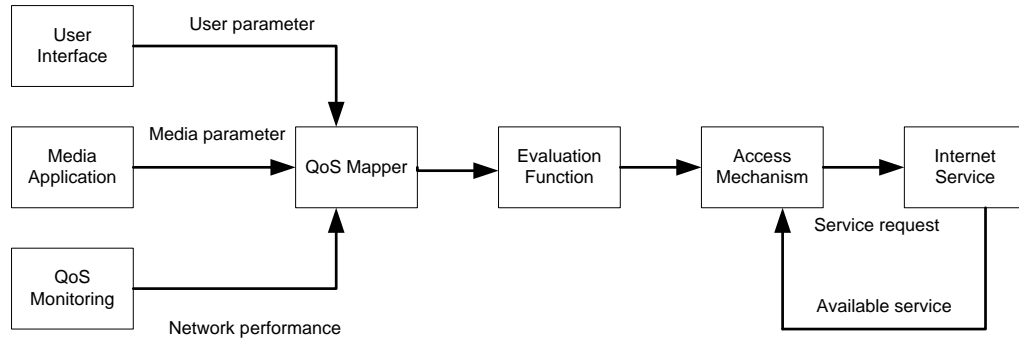 User
Interface
User parameter
Media
Application
Media parameter
QoS
Monitoring
Network performance
QoS Mapper
Evaluation
Function
Access
Mechanism
Internet
Service
Service request
Available service